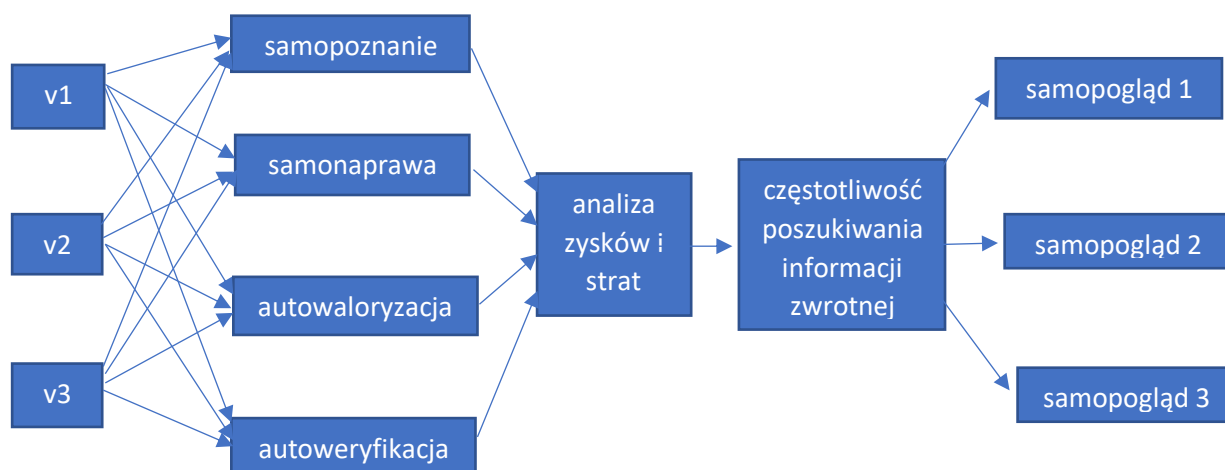 v1
v2
v3
samopoznanie
samonaprawa
autowaloryzacja
autoweryfikacja
analiza
zysków i
strat
częstotliwość
poszukiwania
informacji
zwrotnej
samopogląd 1
samopogląd 2
samopogląd 3